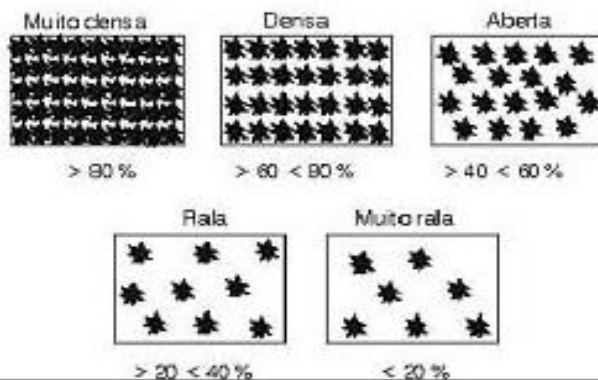 Muito densa
Densa
Aberta
> 80 %
> 60 < 80 %
> 40 < 60 %
Rala
Muito rala
> 20 < 40 %
< 20 %